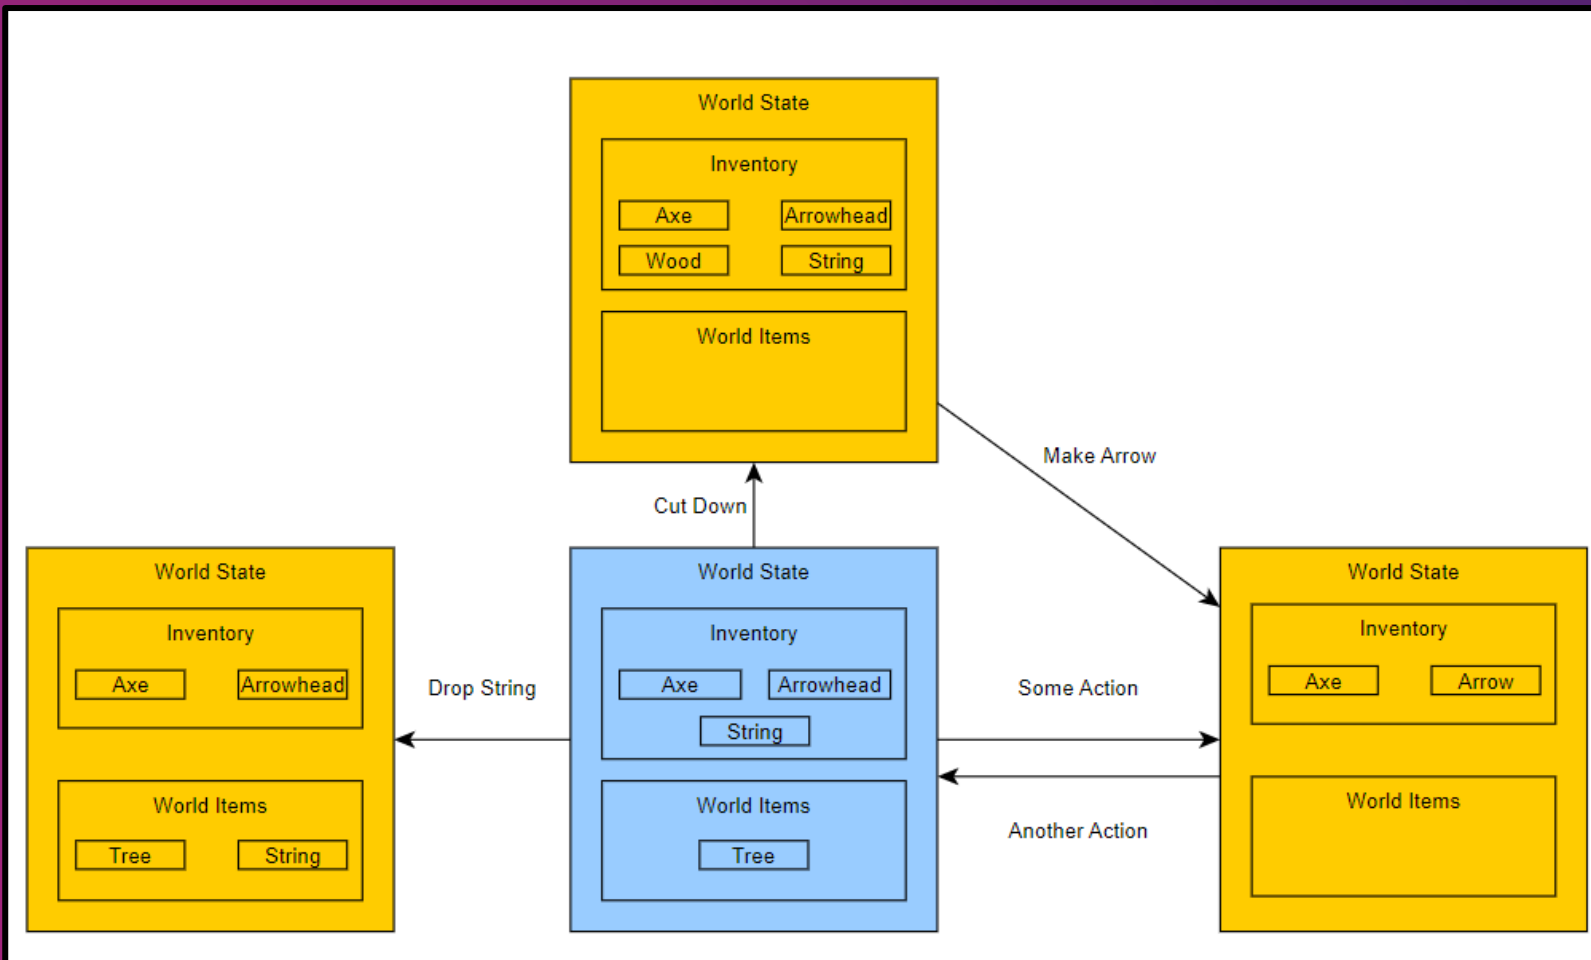 World State
Inventory
Axe Arrowhead
Wood String
World Items
Make Arrow
Cut Down
World State
Inventory
Axe Arrowhead
World Items
Tree String
Drop String
World State
Inventory
Axe Arrowhead
String
World Items
Tree
Some Action
Another Action
World State
Inventory
Axe Arrow
World Items